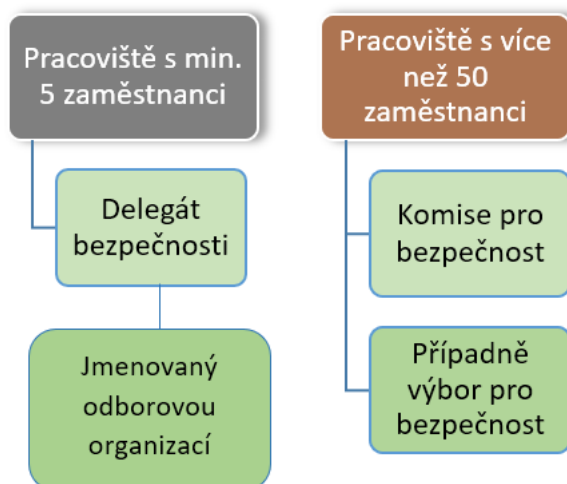 Pracoviště s min.
5 zaměstnanci
Delegát
bezpečnosti
Jmenovaný
odborovou
organizací
Pracoviště s více
než 50
zaměstnanci
Komise pro
bezpečnost
Případně
výbor pro
bezpečnost